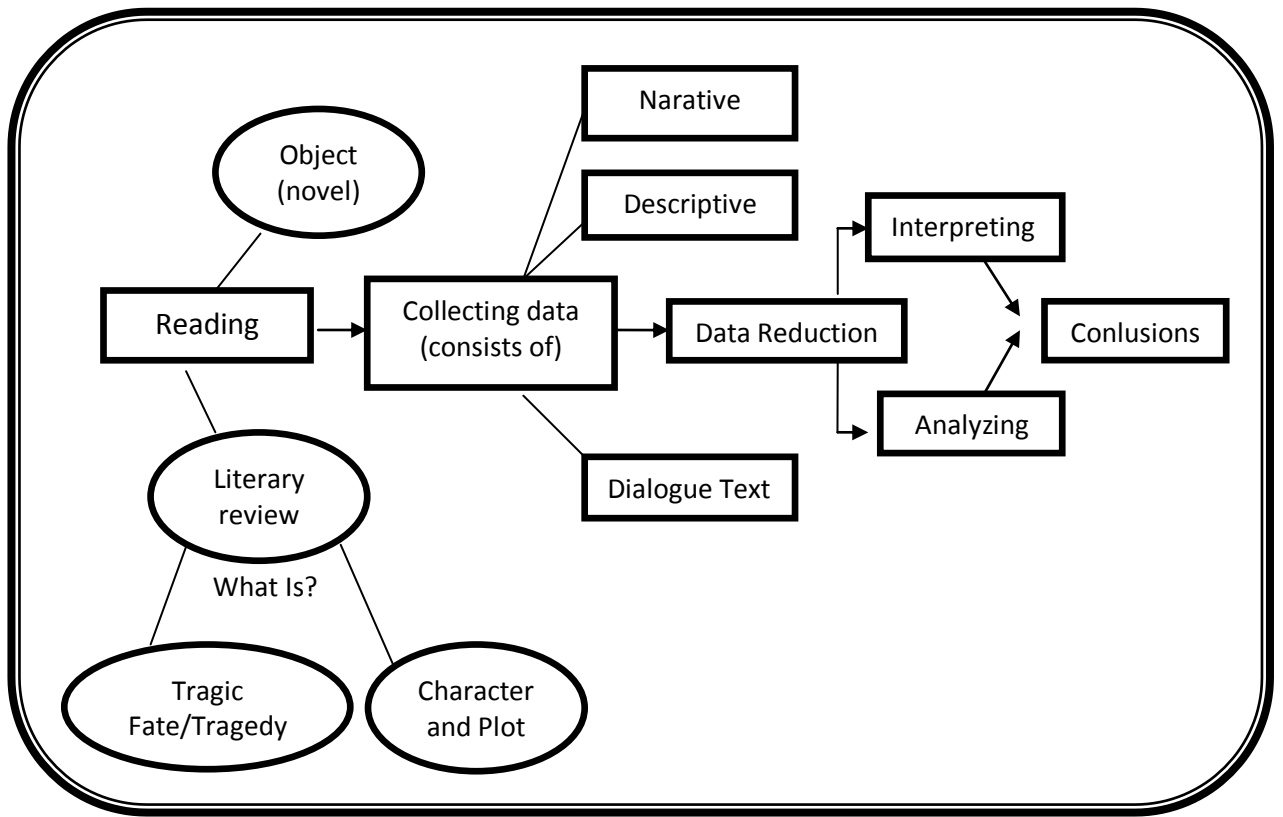 Narative
Object
(novel)
Descriptive
Interpreting
Reading
Collecting data
(consists of)
Data Reduction
Conlusions
Analyzing
Literary
review
Dialogue Text
What Is?
Tragic
Fate/Tragedy
Character
and Plot